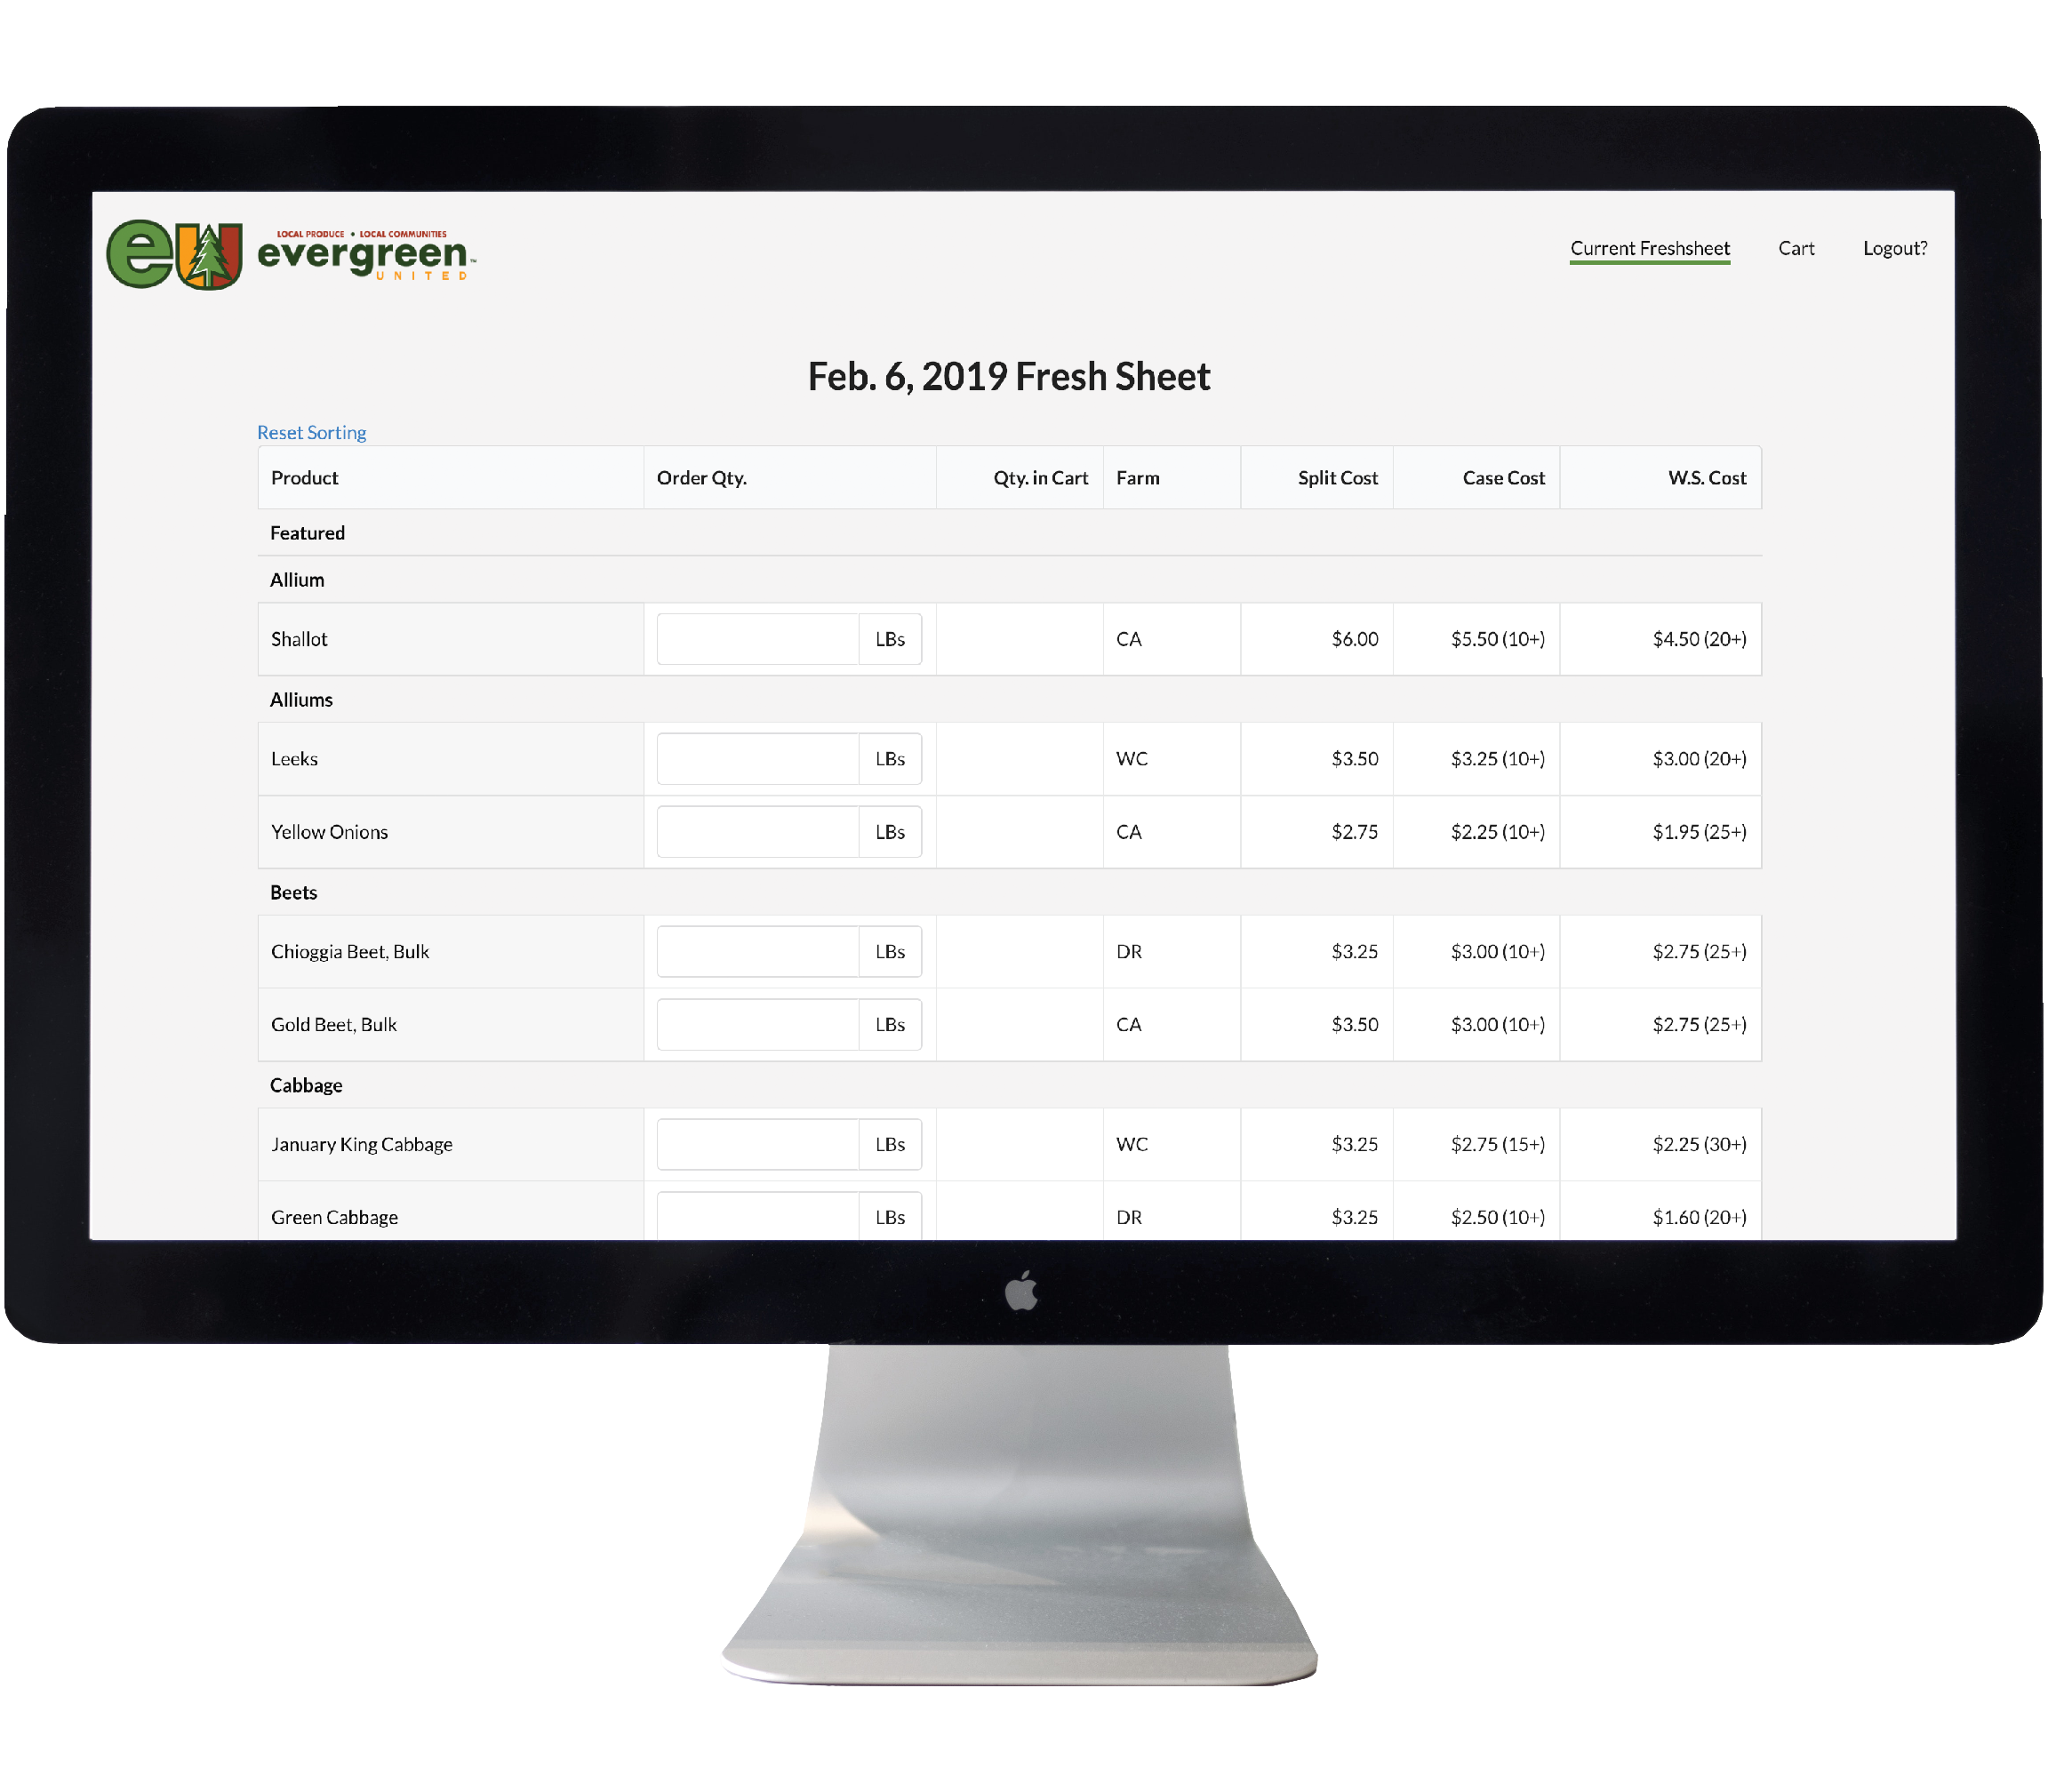 eu
LOCAL PRODUCE • LOCAL COMMUNITIES
evergreen™
UNITED
Current Freshsheet Cart Logout?
Feb. 6, 2019 Fresh Sheet
Reset Sorting
Product Order Qty. Qty. in Cart Farm Split Cost Case Cost W.S. Cost
Featured
Allium
Shallot LBs CA $6.00 $5.50 (10+) $4.50 (20+)
Alliums
Leeks LBs WC $3.50 $3.25 (10+) $3.00 (20+)
Yellow Onions LBs CA $2.75 $2.25 (10+) $1.95 (25+)
Beets
Chioggia Beet, Bulk LBs DR $3.25 $3.00 (10+) $2.75 (25+)
Gold Beet, Bulk LBs CA $3.50 $3.00 (10+) $2.75 (25+)
Cabbage
January King Cabbage LBs WC $3.25 $2.75 (15+) $2.25 (30+)
Green Cabbage LBs DR $3.25 $2.50 (10+) $1.60 (20+)